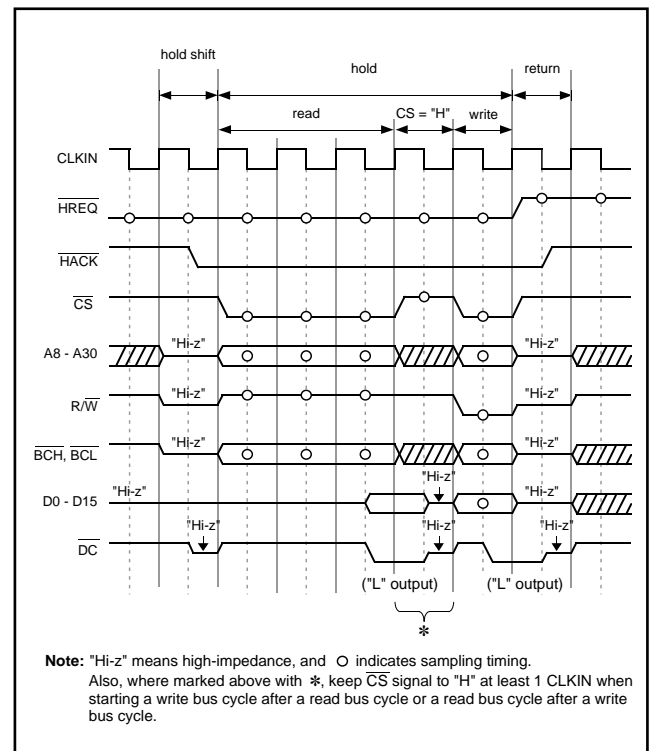 hold shift
hold
return
read
CS = "H"
write
CLKIN
HREQ
HACK
CS
A8 - A30
"Hi-z"
"Hi-z"
R/W
"Hi-z"
"Hi-z"
BCH, BCL
"Hi-z"
"Hi-z"
D0 - D15
"Hi-z"
"Hi-z"
"Hi-z"
DC
"Hi-z"
"Hi-z"
"Hi-z"
("L" output)
("L" output)
*
Note: "Hi-z" means high-impedance, and O indicates sampling timing.
Also, where marked above with *, keep CS signal to "H" at least 1 CLKIN when
starting a write bus cycle after a read bus cycle or a read bus cycle after a write
bus cycle.